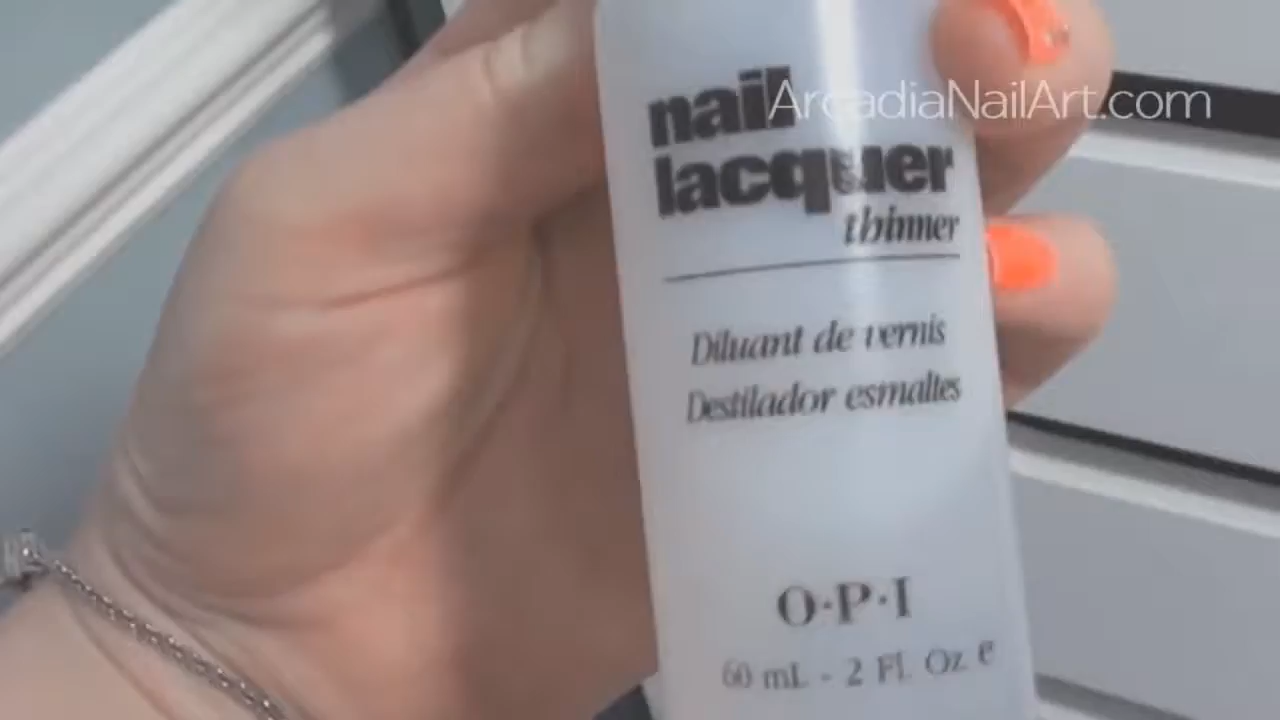 ArcadiaNailArt.com
nail
lacquer
thinner
Diluant de vernis
Destilador esmaltes
O·P·I
60 mL - 2 Fl. Oz. e